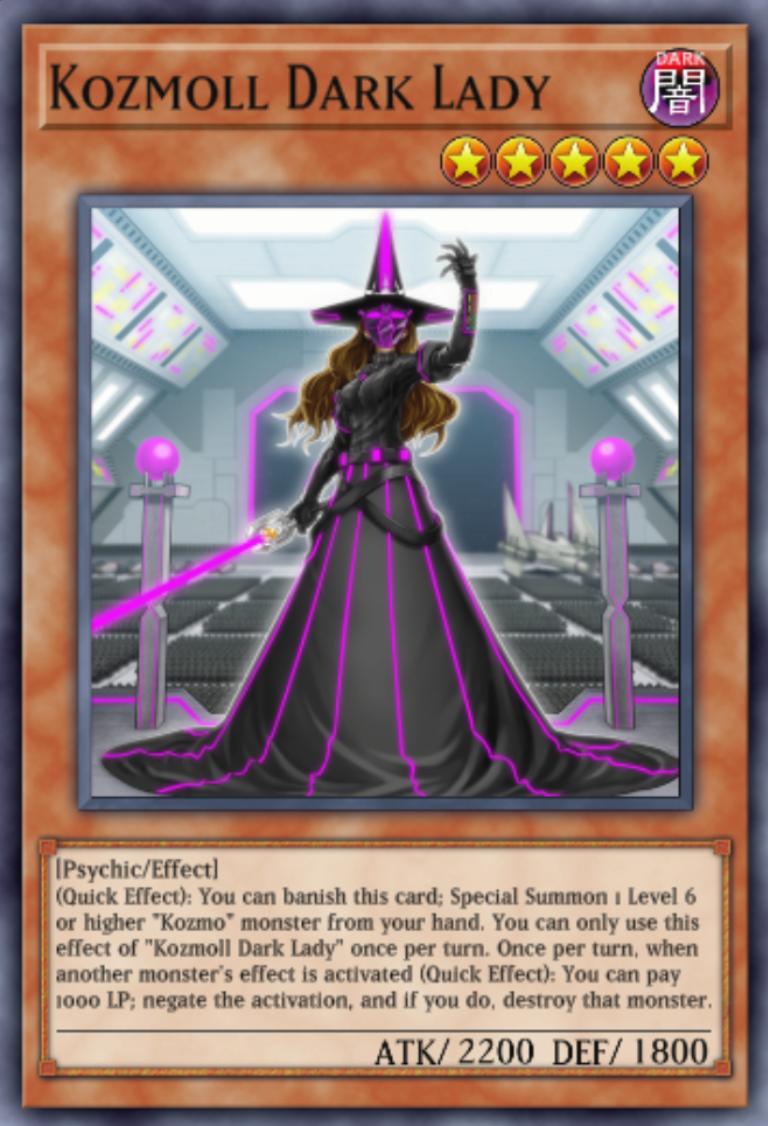 Kozmoll Dark Lady
DARK
闇
[Psychic/Effect]
(Quick Effect): You can banish this card; Special Summon 1 Level 6
or higher "Kozmo" monster from your hand. You can only use this
effect of "Kozmoll Dark Lady" once per turn. Once per turn, when
another monster's effect is activated (Quick Effect): You can pay
1000 LP; negate the activation, and if you do, destroy that monster.
ATK/ 2200 DEF/ 1800